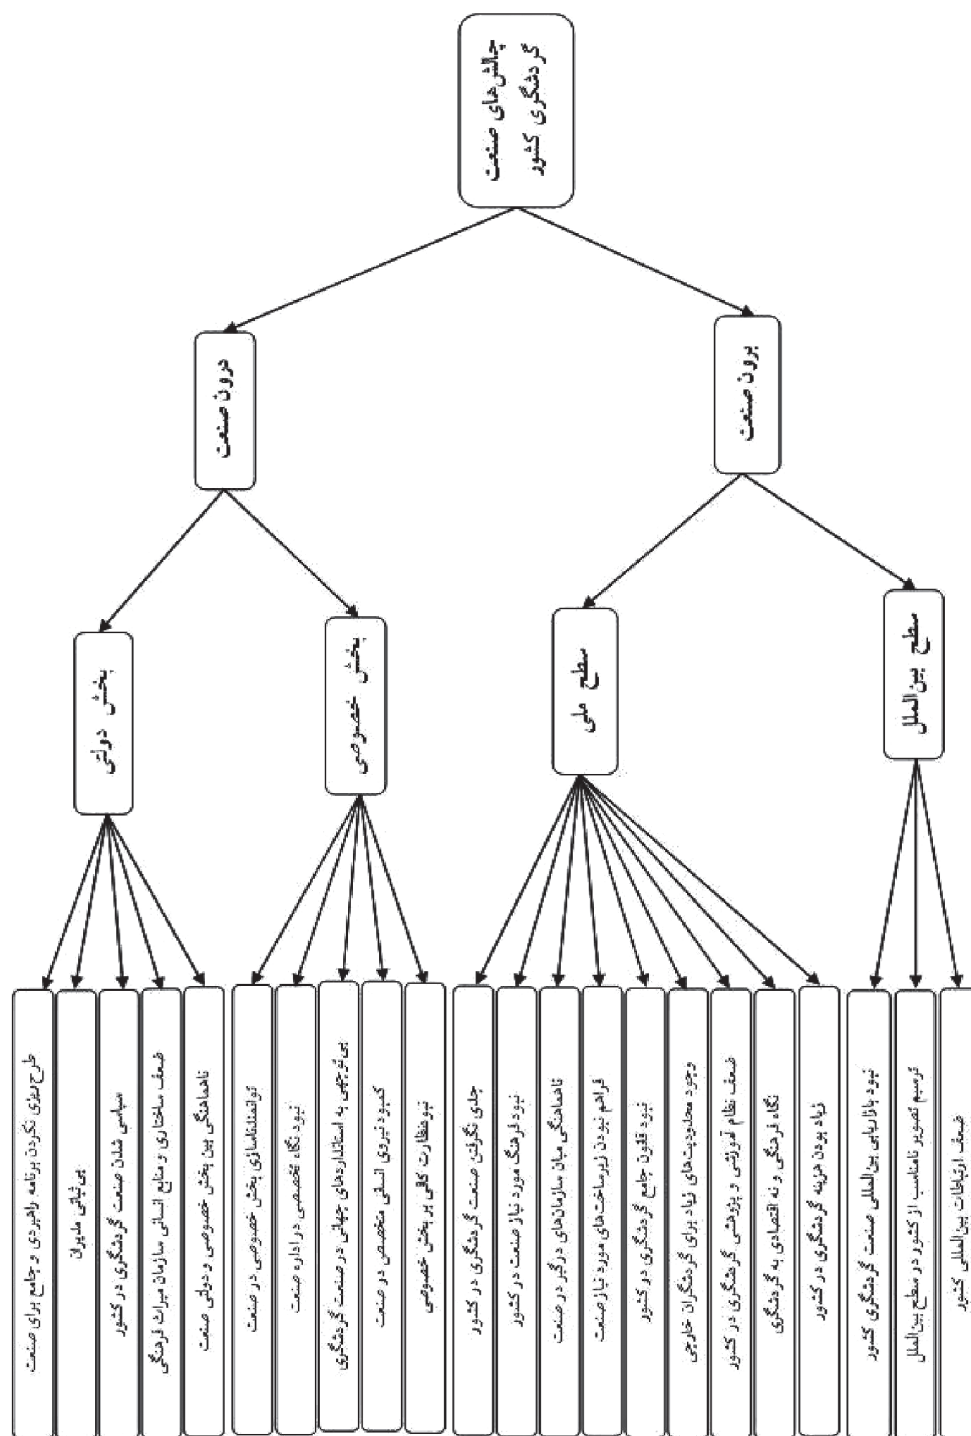 چالش‌های صنعت
گردشگری کشور
درون صنعت
برون صنعت
بخش دولتی
بخش خصوصی
سطح ملی
سطح بین‌الملل
طرح‌ریزی نکردن برنامه راهبردی و جامع برای صنعت
بی‌ثباتی مدیران
سیاسی شدن صنعت گردشگری در کشور
ضعف ساختاری و منابع انسانی سازمان میراث فرهنگی
ناهماهنگی بین بخش خصوصی و دولتی صنعت
توانمندنامسازی بخش خصوصی در صنعت
نبود نگاه تخصصی در اداره صنعت
بی‌توجهی به استانداردهای جهانی در صنعت گردشگری
کمبود نیروی انسانی متخصص در صنعت
نبود نظارت کافی بر بخش خصوصی
جدی نگرفتن صنعت گردشگری در کشور
نبود فرهنگ مورد نیاز صنعت در کشور
ناهماهنگی میان سازمان‌های درگیر در صنعت
فراهم نبودن زیرساخت‌های مورد نیاز صنعت
نبود قانون جامع گردشگری در کشور
وجود محدودیت‌های زیاد برای گردشگران خارجی
ضعف نظام آموزشی و پژوهشی گردشگری در کشور
نگاه فرهنگی و نه اقتصادی به گردشگری
زیاد بودن هزینه گردشگری در کشور
نبود بازاریابی بین‌المللی صنعت گردشگری کشور
ترسیم تصویر نامناسب از کشور در سطح بین‌الملل
ضعف ارتباطات بین‌المللی کشور